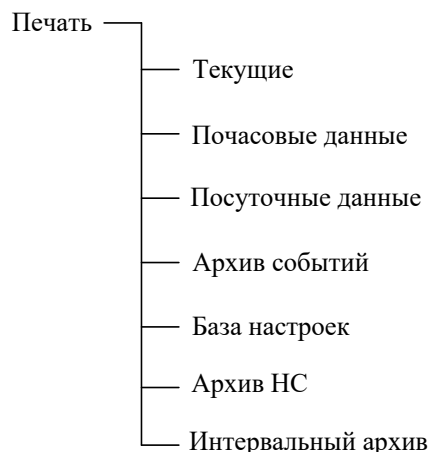 Печать
Текущие
Почасовые данные
Посуточные данные
Архив событий
База настроек
Архив НС
Интервальный архив